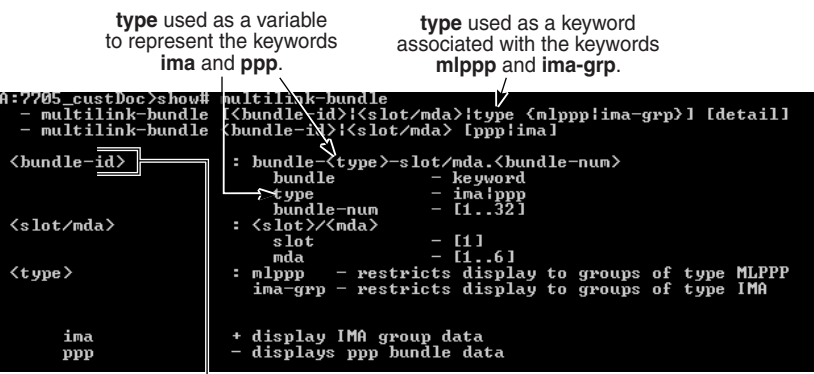 type used as a variable
to represent the keywords
ima and ppp.
type used as a keyword
associated with the keywords
mlppp and ima-grp.
A:7705_custDoc>show# multilink-bundle
- multilink-bundle [<bundle-id>|<slot/mda>|type {mlppp|ima-grp}] [detail]
- multilink-bundle <bundle-id>|<slot/mda> [ppp|ima]
<bundle-id> : bundle-<type>-slot/mda.<bundle-num>
bundle - keyword
type - ima|ppp
bundle-num - [1..32]
<slot/mda> : <slot>/<mda>
slot - [1]
mda - [1..6]
<type> : mlppp - restricts display to groups of type MLPPP
ima-grp - restricts display to groups of type IMA
ima + display IMA group data
ppp - displays ppp bundle data